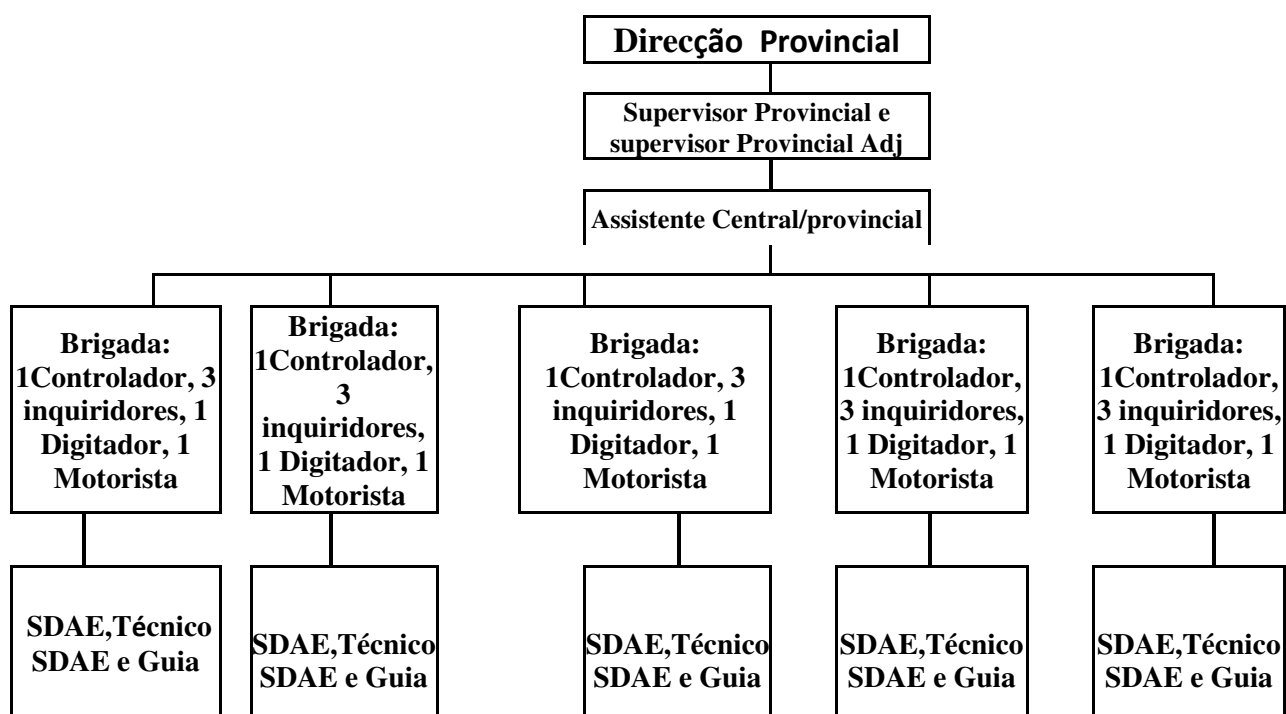 Direcção Provincial
Supervisor Provincial e
supervisor Provincial Adj
Assistente Central/provincial
Brigada:
1Controlador, 3
inquiridores, 1
Digitador, 1
Motorista
Brigada:
1Controlador,
3
inquiridores,
1 Digitador, 1
Motorista
Brigada:
1Controlador, 3
inquiridores, 1
Digitador, 1
Motorista
Brigada:
1Controlador,
3 inquiridores,
1 Digitador, 1
Motorista
Brigada:
1Controlador,
3 inquiridores,
1 Digitador, 1
Motorista
SDAE,Técnico
SDAE e Guia
SDAE,Técnico
SDAE e Guia
SDAE,Técnico
SDAE e Guia
SDAE,Técnico
SDAE e Guia
SDAE,Técnico
SDAE e Guia